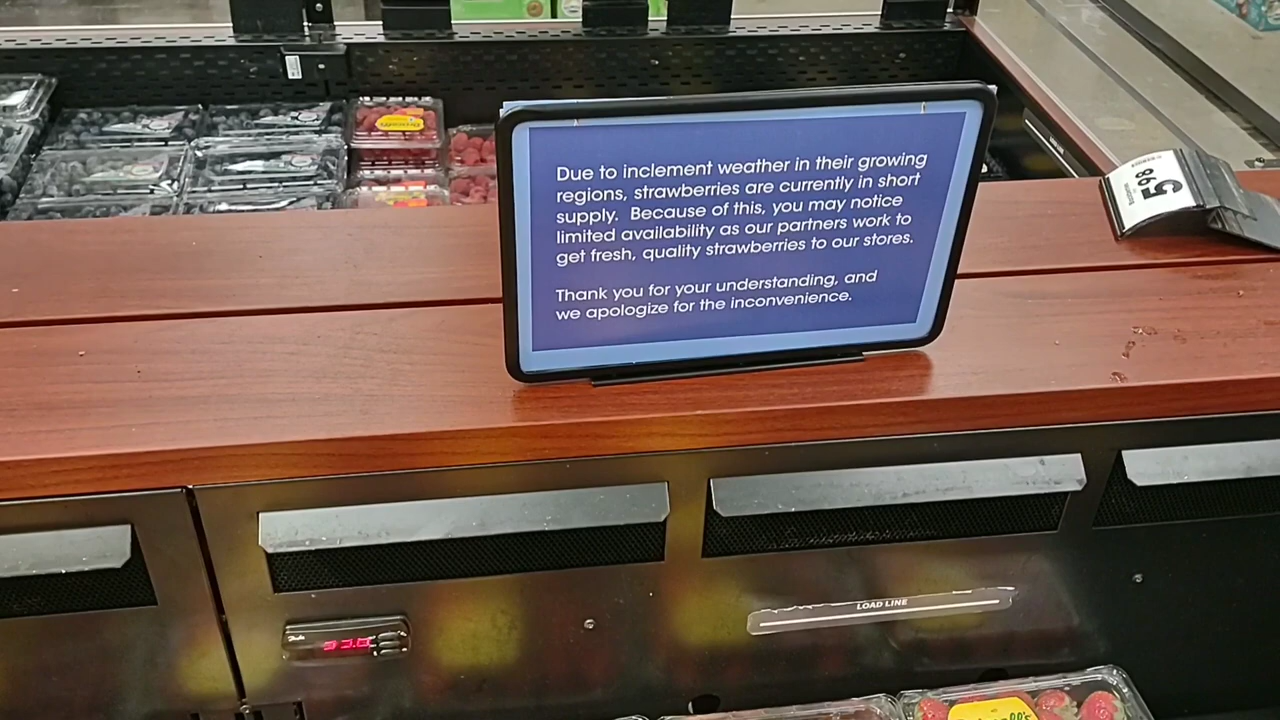 Due to inclement weather in their growing
regions, strawberries are currently in short
supply. Because of this, you may notice
limited availability as our partners work to
get fresh, quality strawberries to our stores.
Thank you for your understanding, and
we apologize for the inconvenience.
5.98
LOAD LINE